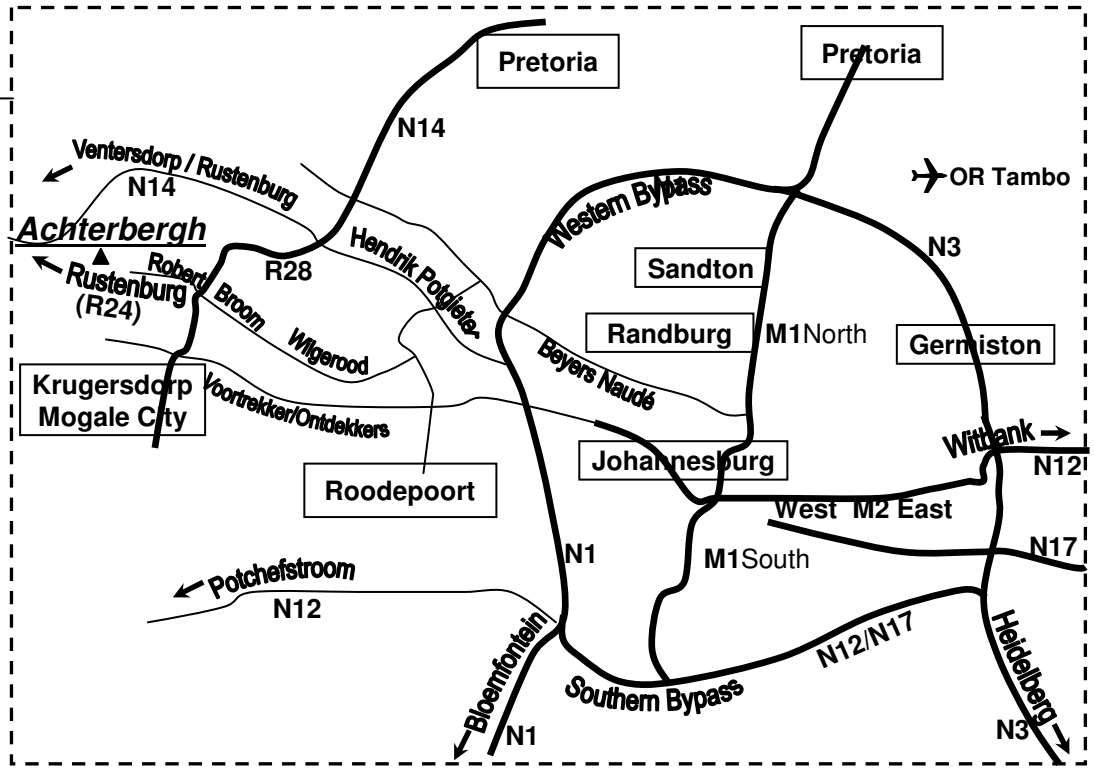 Pretoria
Pretoria
N14
Ventersdorp / Rustenburg
N14
OR Tambo
Western Bypass
Achterbergh
N3
Hendrik Potgieter
Robert Broom
R28
Sandton
Rustenburg
(R24)
Randburg
M1North
Germiston
Wilgerood
Beyers Naudé
Krugersdorp
Mogale City
Voortrekker/Ontdekkers
Witbank
N12
Johannesburg
Roodepoort
West M2 East
N1
M1South
N17
Potchefstroom
N12
N12/N17
Bloemfontein
Heidelberg
Southern Bypass
N1
N3